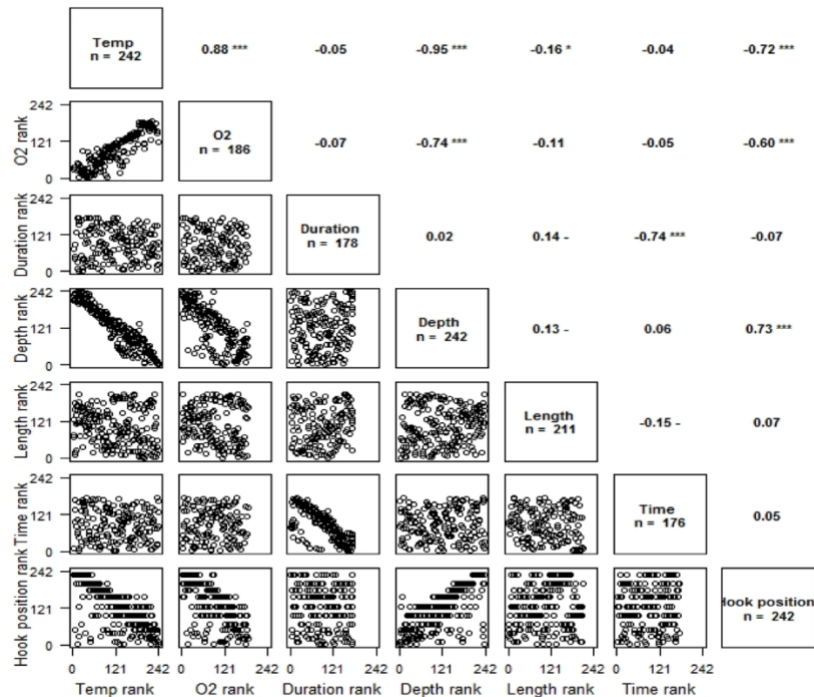 Temp
n = 242
0.88 ***
-0.05
-0.95 ***
-0.16 *
-0.04
-0.72 ***
O2 rank
242
121
0
O2
n = 186
-0.07
-0.74 ***
-0.11
-0.05
-0.60 ***
Duration rank
242
121
0
Duration
n = 178
0.02
0.14 -
-0.74 ***
-0.07
Depth rank
242
121
0
Depth
n = 242
0.13 -
0.06
0.73 ***
Length rank
242
121
0
Length
n = 211
-0.15 -
0.07
Time rank
242
121
0
Time
n = 176
0.05
Hook position rank
242
121
0
Hook position
n = 242
0 121 242
0 121 242
0 121 242
0 121 242
0 121 242
0 121 242
Temp rank
O2 rank
Duration rank
Depth rank
Length rank
Time rank